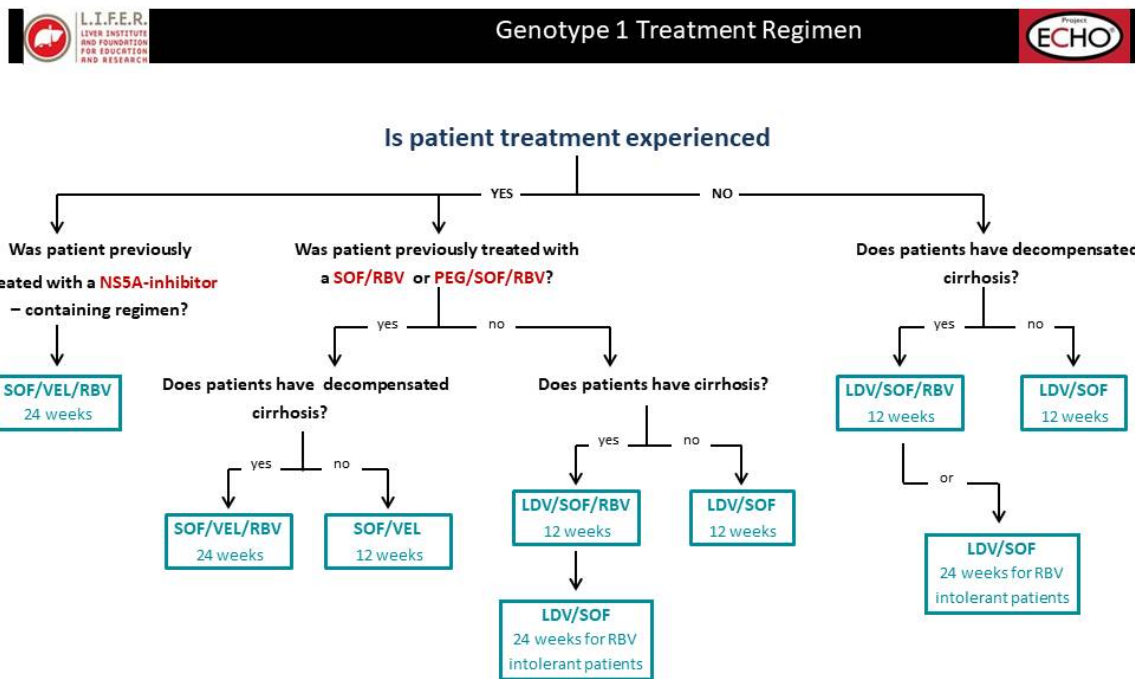 L.I.F.E.R.
LIVER INSTITUTE
AND FOUNDATION
FOR EDUCATION
AND RESEARCH
Genotype 1 Treatment Regimen
Project
ECHO®
Is patient treatment experienced
YES
NO
Was patient previously
eated with a NS5A-inhibitor
– containing regimen?
Was patient previously treated with
a SOF/RBV or PEG/SOF/RBV?
Does patients have decompensated
cirrhosis?
yes
no
yes
no
SOF/VEL/RBV
24 weeks
Does patients have decompensated
cirrhosis?
Does patients have cirrhosis?
LDV/SOF/RBV
12 weeks
LDV/SOF
12 weeks
yes
no
yes
no
or
SOF/VEL/RBV
24 weeks
SOF/VEL
12 weeks
LDV/SOF/RBV
12 weeks
LDV/SOF
12 weeks
LDV/SOF
24 weeks for RBV
intolerant patients
LDV/SOF
24 weeks for RBV
intolerant patients